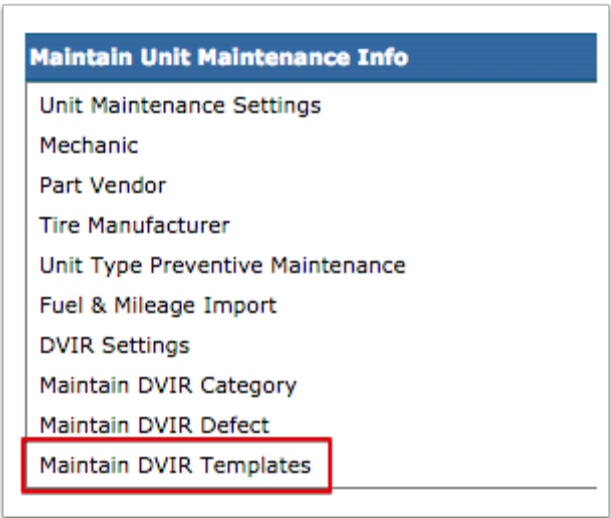 Maintain Unit Maintenance Info
Unit Maintenance Settings
Mechanic
Part Vendor
Tire Manufacturer
Unit Type Preventive Maintenance
Fuel & Mileage Import
DVIR Settings
Maintain DVIR Category
Maintain DVIR Defect
Maintain DVIR Templates